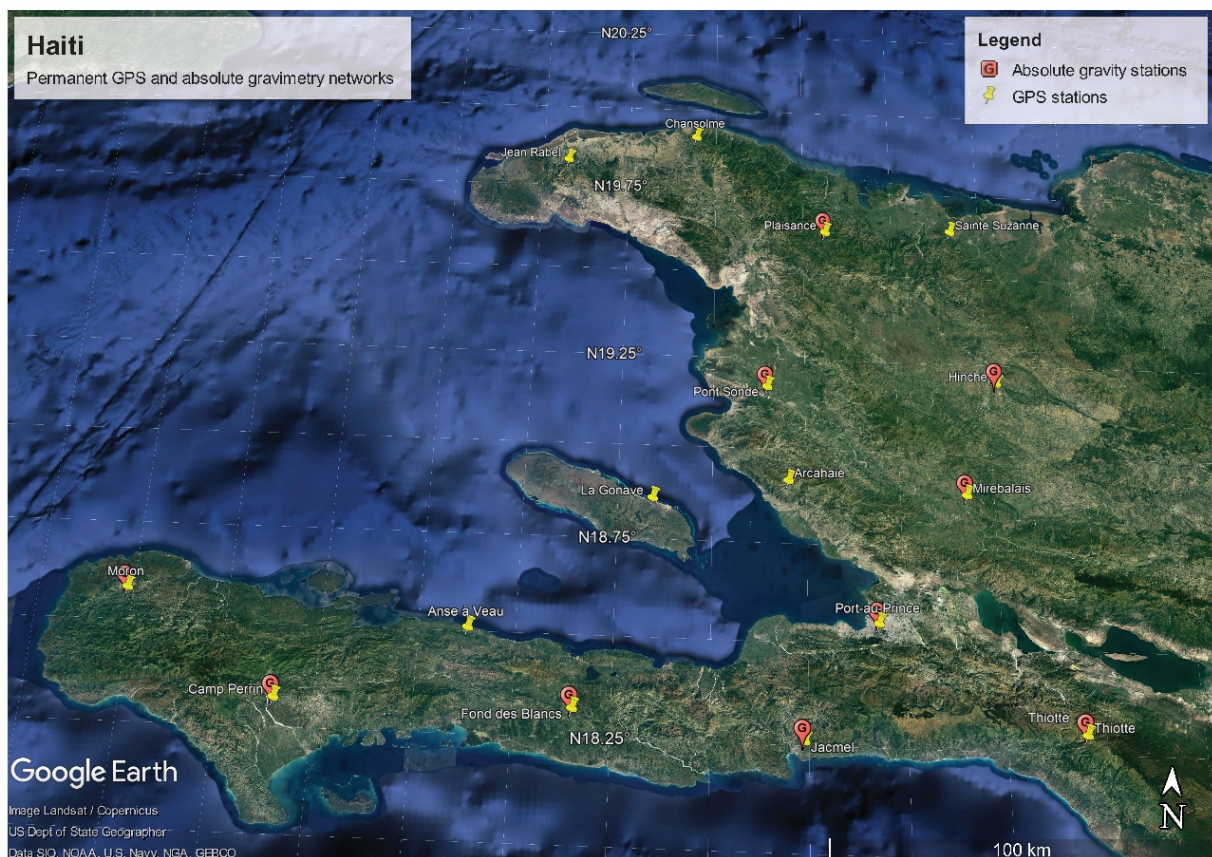 Haiti
Permanent GPS and absolute gravimetry networks
N20.25°
Legend
G Absolute gravity stations
GPS stations
Chansolme
Jean Rabel
N19.75°
Plaisance
G
Sainte Suzanne
N19.25°
Pont Sondé
G
Hinche
G
Arcahaie
La Gonave
G
Mirebalais
N18.75°
Moron
Anse à Veau
Port-au-Prince
Camp Perrin
G
Fond des Blancs
G
N18.25°
G
Jacmel
Thiotte
G
Thiotte
Google Earth
Image Landsat / Copernicus
US Dept of State Geographer
Data SIO, NOAA, U.S. Navy, NGA, GEBCO
N
100 km